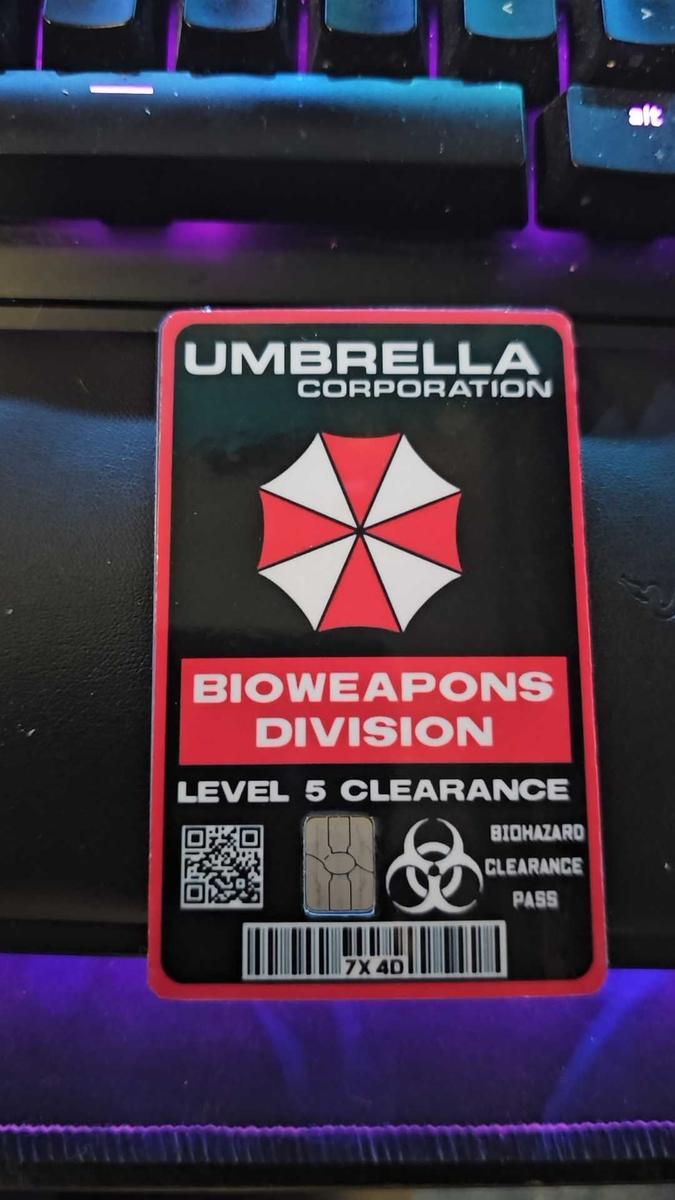 <
>
alt
UMBRELLA
CORPORATION
BIOWEAPONS
DIVISION
LEVEL 5 CLEARANCE
BIOHAZARD
CLEARANCE
PASS
7X 4D